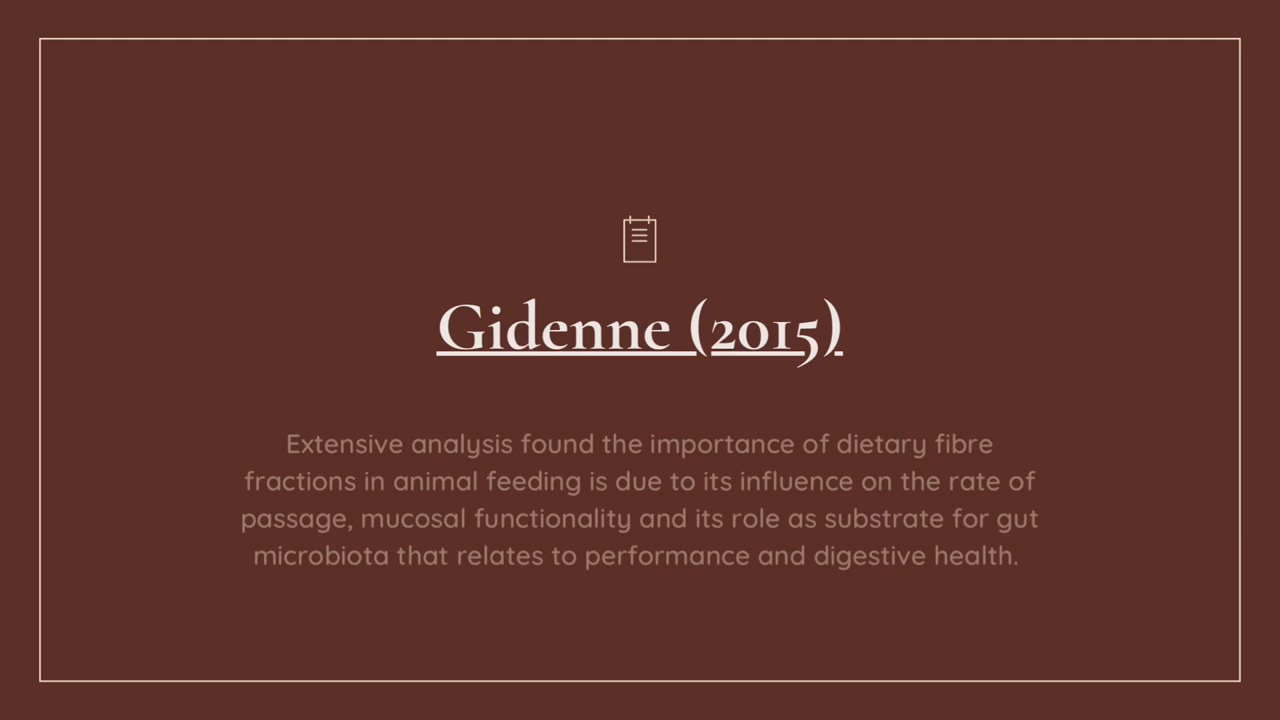 Gidenne (2015)
Extensive analysis found the importance of dietary fibre
fractions in animal feeding is due to its influence on the rate of
passage, mucosal functionality and its role as substrate for gut
microbiota that relates to performance and digestive health.